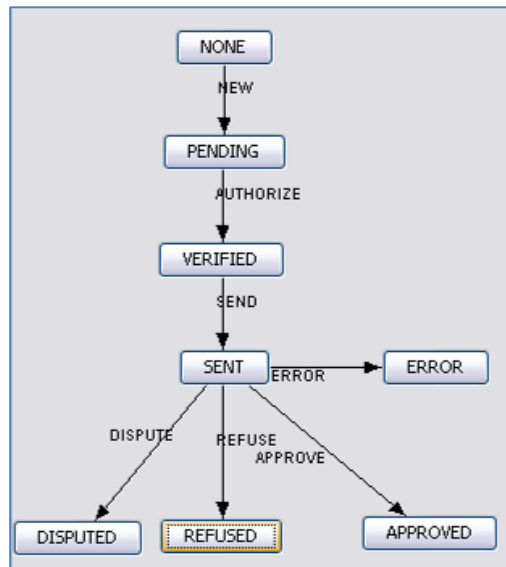 NONE
NEW
PENDING
AUTHORIZE
VERIFIED
SEND
SENT
ERROR
ERROR
DISPUTE
REFUSE
APPROVE
DISPUTED
REFUSED
APPROVED